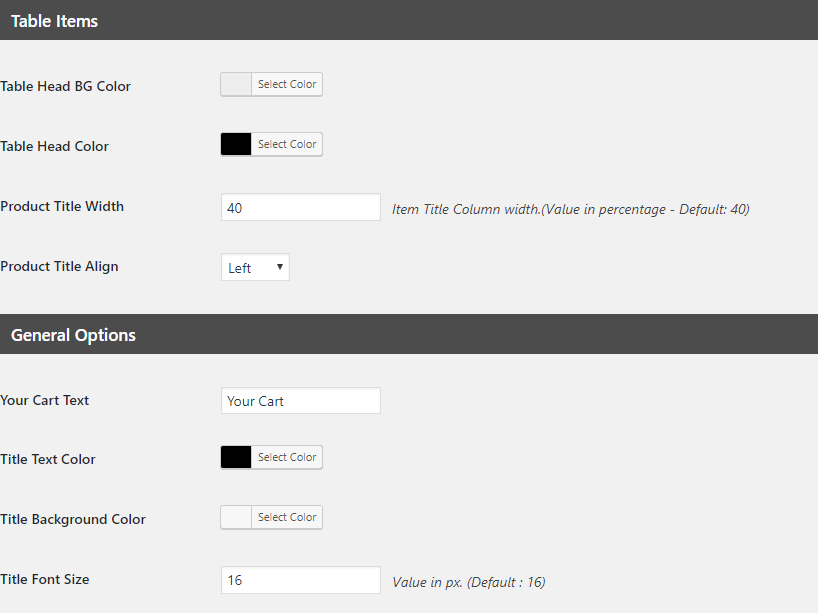 Table Items
Table Head BG Color Select Color
Table Head Color Select Color
Product Title Width 40 Item Title Column width.(Value in percentage - Default: 40)
Product Title Align Left
General Options
Your Cart Text Your Cart
Title Text Color Select Color
Title Background Color Select Color
Title Font Size 16 Value in px. (Default : 16)